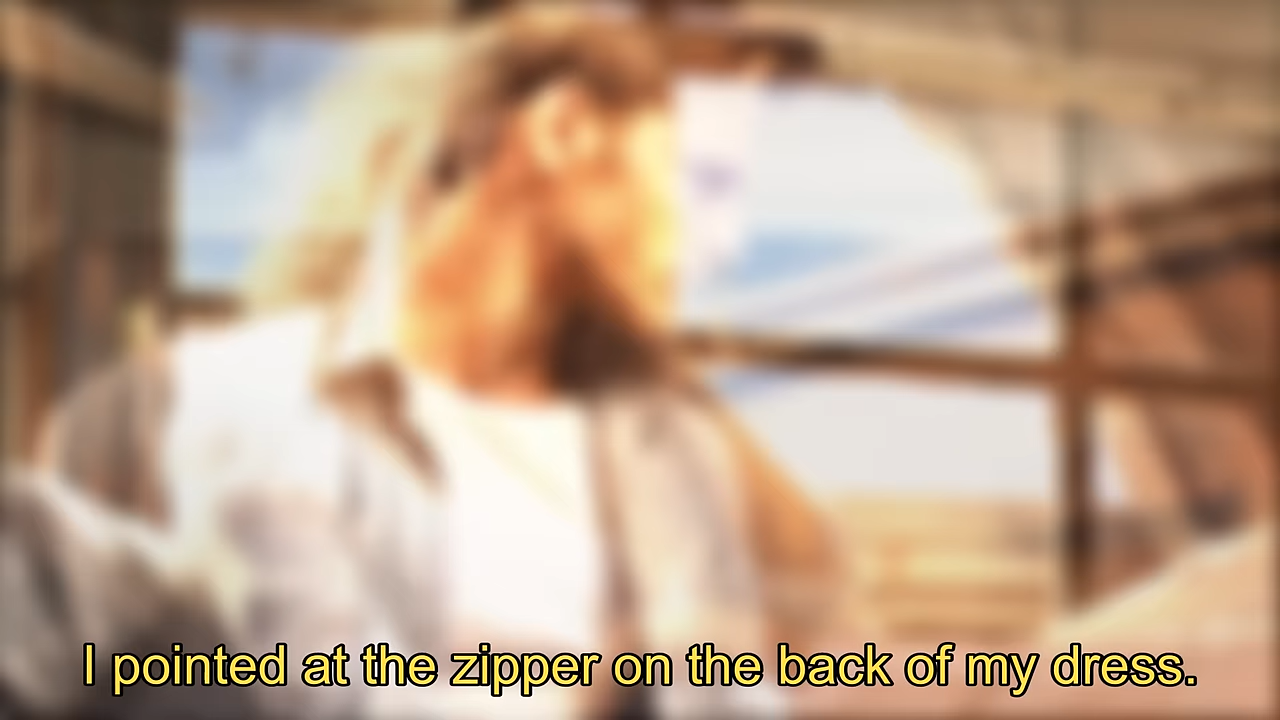 I pointed at the zipper on the back of my dress.